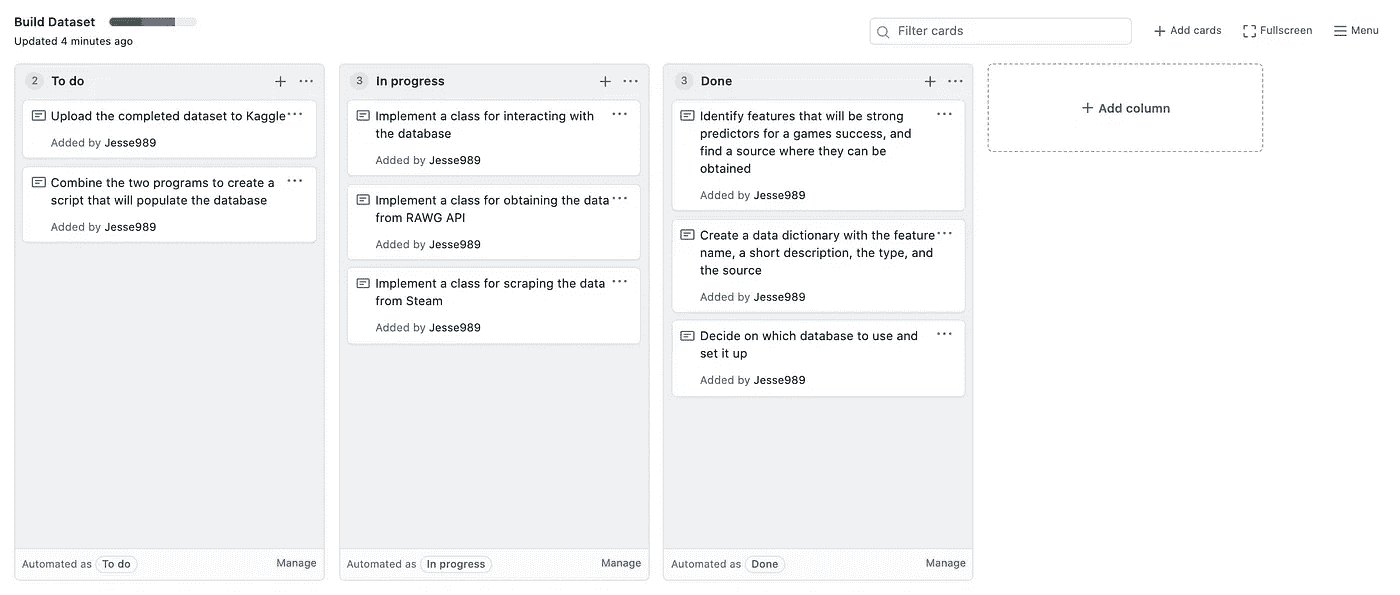 Build Dataset
Updated 4 minutes ago
Filter cards
Add cards
Fullscreen
Menu
2 To do
Upload the completed dataset to Kaggle
Added by Jesse989
Combine the two programs to create a
script that will populate the database
Added by Jesse989
Automated as To do
Manage
3 In progress
Implement a class for interacting with
the database
Added by Jesse989
Implement a class for obtaining the data
from RAWG API
Added by Jesse989
Implement a class for scraping the data
from Steam
Added by Jesse989
Automated as In progress
Manage
3 Done
Identify features that will be strong
predictors for a games success, and
find a source where they can be
obtained
Added by Jesse989
Create a data dictionary with the feature
name, a short description, the type, and
the source
Added by Jesse989
Decide on which database to use and
set it up
Added by Jesse989
Automated as Done
Manage
+ Add column